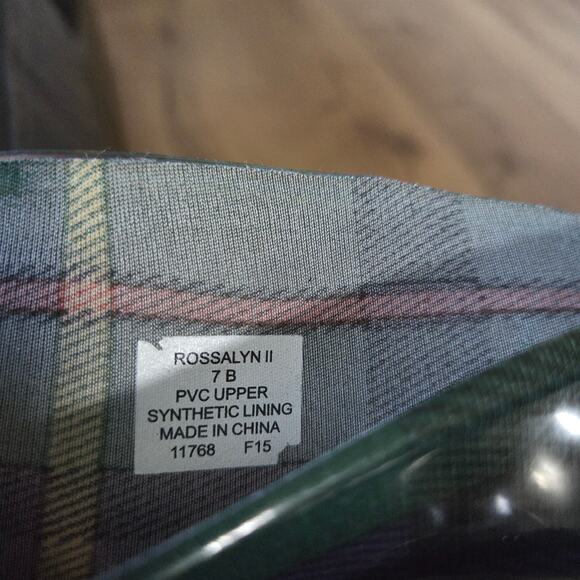 ROSSALYN II
7 B
PVC UPPER
SYNTHETIC LINING
MADE IN CHINA
11768 F15